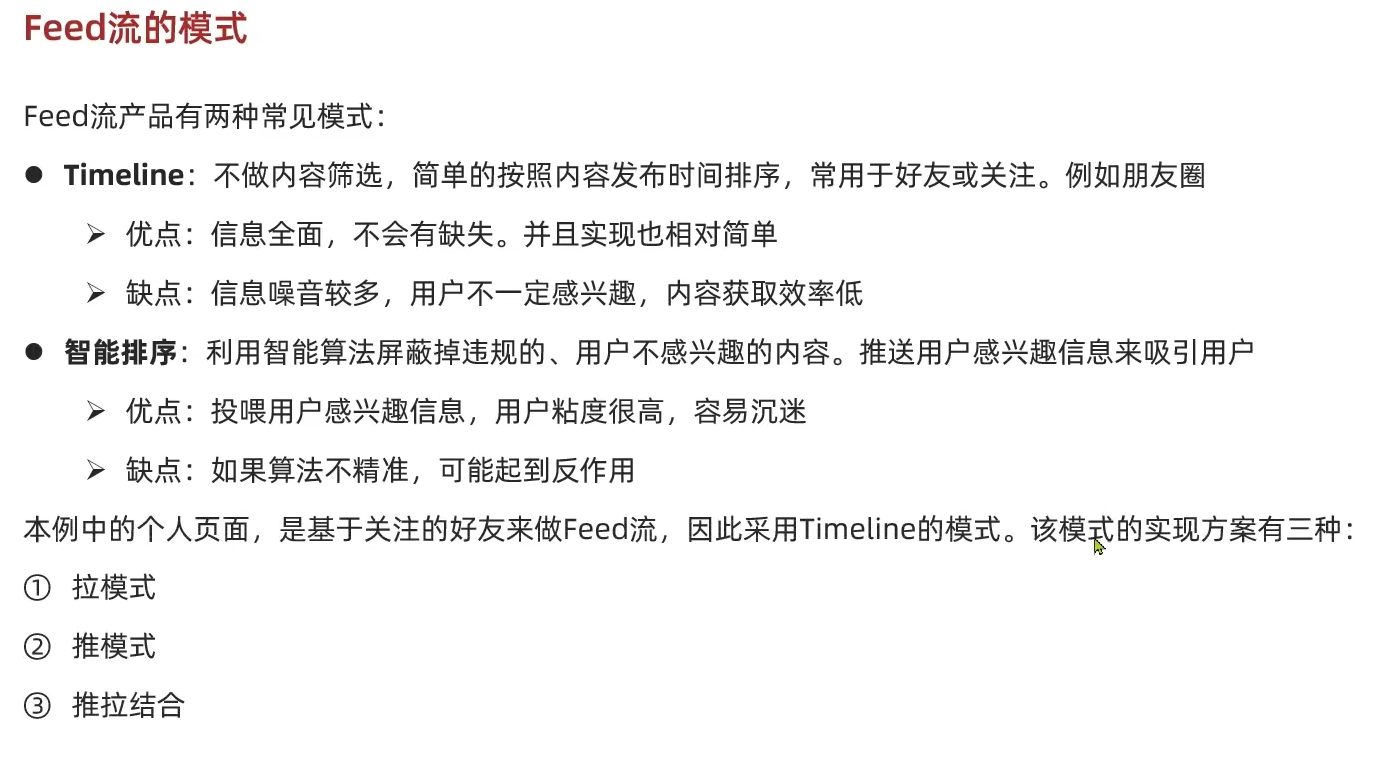 Feed流的模式
Feed流产品有两种常见模式：
● Timeline：不做内容筛选，简单的按照内容发布时间排序，常用于好友或关注。例如朋友圈
➢ 优点：信息全面，不会有缺失。并且实现也相对简单
➢ 缺点：信息噪音较多，用户不一定感兴趣，内容获取效率低
● 智能排序：利用智能算法屏蔽掉违规的、用户不感兴趣的内容。推送用户感兴趣信息来吸引用户
➢ 优点：投喂用户感兴趣信息，用户粘度很高，容易沉迷
➢ 缺点：如果算法不精准，可能起到反作用
本例中的个人页面，是基于关注的好友来做Feed流，因此采用Timeline的模式。该模式的实现方案有三种：
① 拉模式
② 推模式
③ 推拉结合